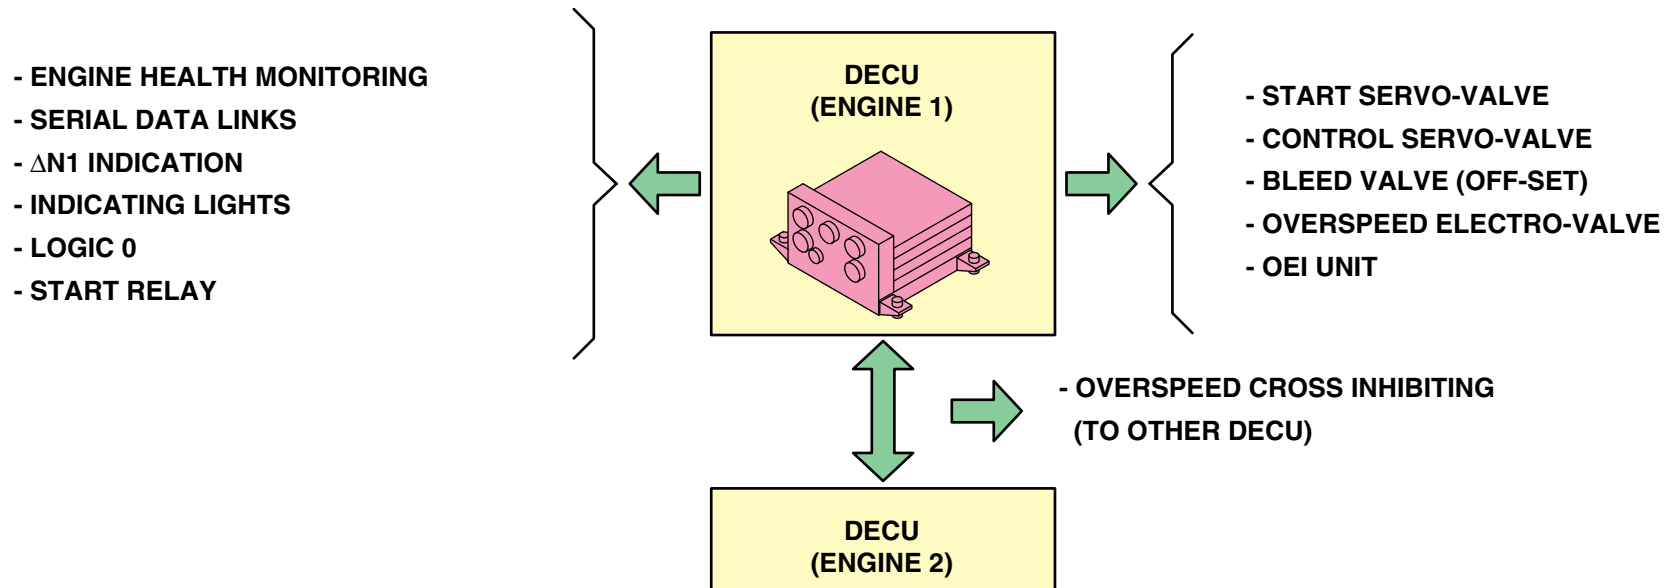 - ENGINE HEALTH MONITORING
- SERIAL DATA LINKS
- ∆N1 INDICATION
- INDICATING LIGHTS
- LOGIC 0
- START RELAY
DECU
(ENGINE 1)
- START SERVO-VALVE
- CONTROL SERVO-VALVE
- BLEED VALVE (OFF-SET)
- OVERSPEED ELECTRO-VALVE
- OEI UNIT
- OVERSPEED CROSS INHIBITING
(TO OTHER DECU)
DECU
(ENGINE 2)